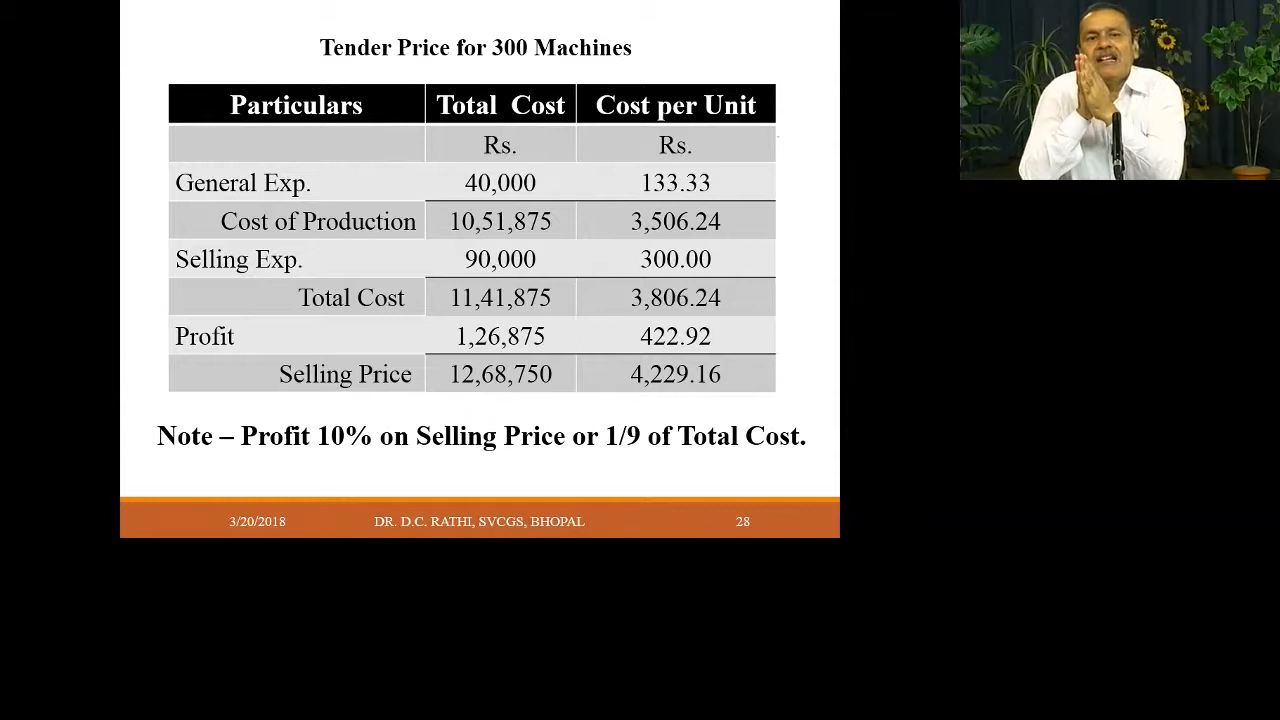 Tender Price for 300 Machines
Particulars Total Cost Cost per Unit
Rs. Rs.
General Exp. 40,000 133.33
Cost of Production 10,51,875 3,506.24
Selling Exp. 90,000 300.00
Total Cost 11,41,875 3,806.24
Profit 1,26,875 422.92
Selling Price 12,68,750 4,229.16
Note – Profit 10% on Selling Price or 1/9 of Total Cost.
3/20/2018 DR. D.C. RATHI, SVCGS, BHOPAL 28